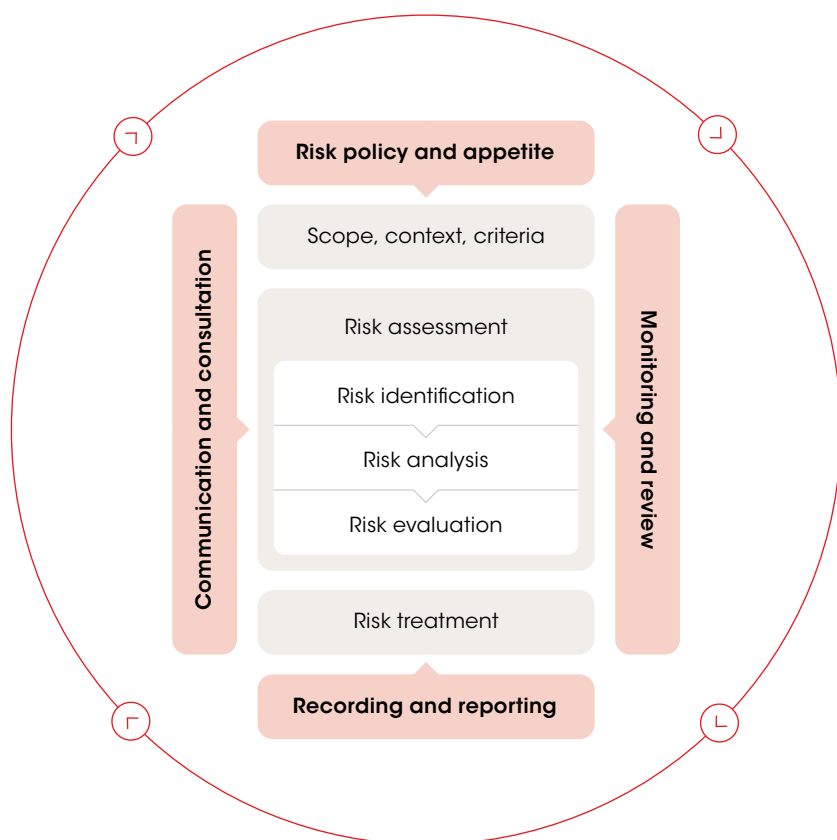 Risk policy and appetite
Communication and consultation
Scope, context, criteria
Risk assessment
Risk identification
Risk analysis
Risk evaluation
Risk treatment
Monitoring and review
Recording and reporting